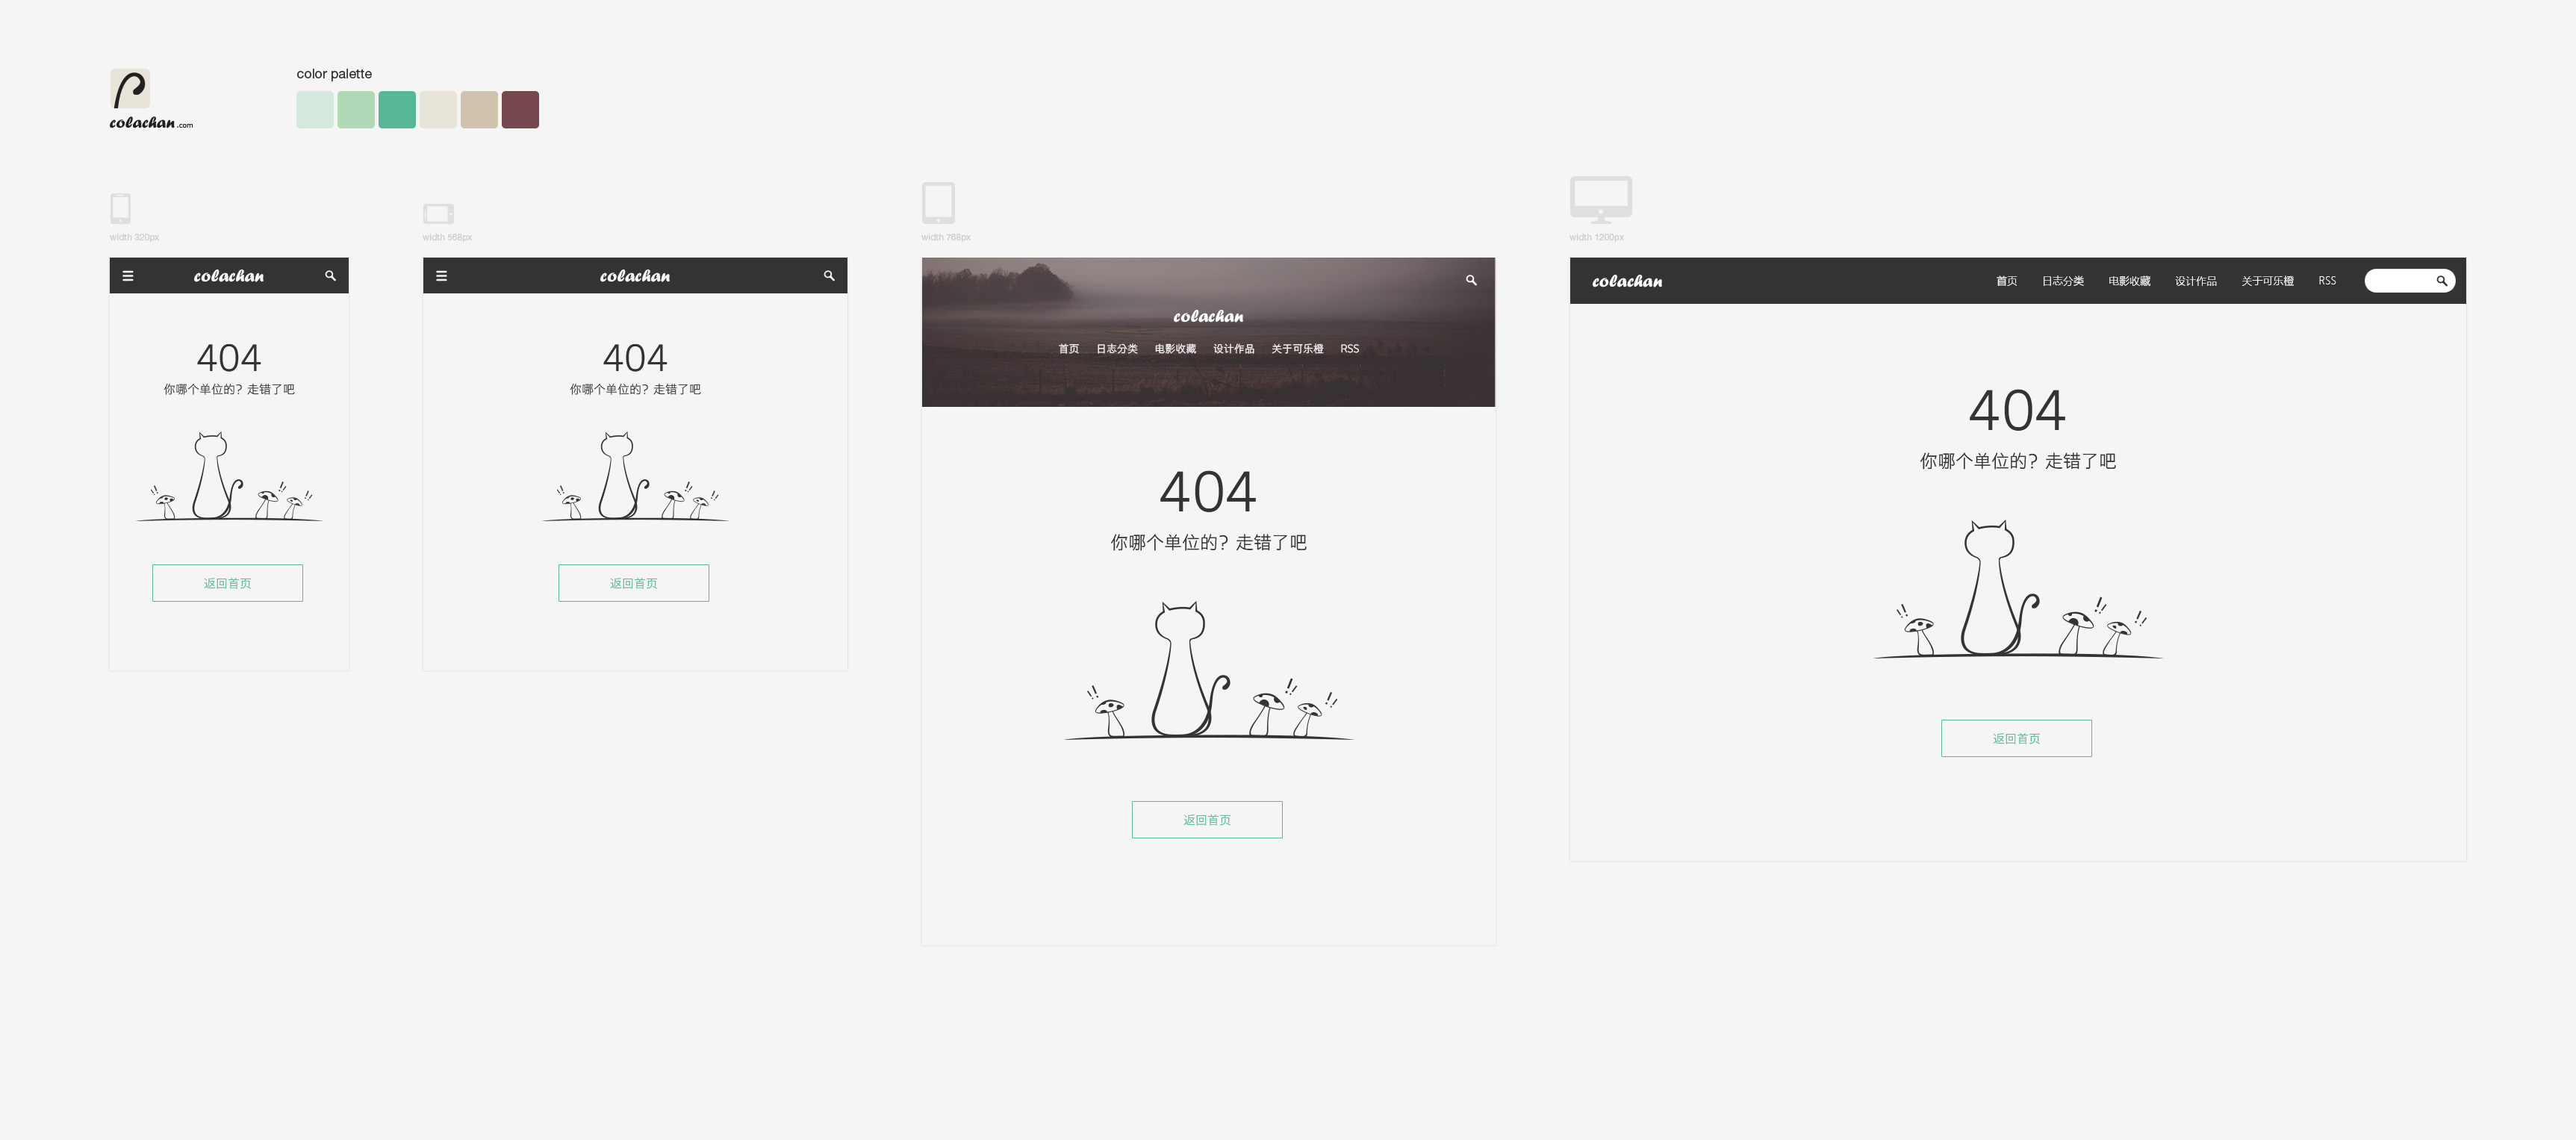 color palette
colachan.com
width 320px
width 568px
width 768px
width 1200px
colachan
404
你哪个单位的？走错了吧
返回首页
colachan
404
你哪个单位的？走错了吧
返回首页
colachan
首页 日志分类 电影收藏 设计作品 关于可乐橙 RSS
404
你哪个单位的？走错了吧
返回首页
colachan 首页 日志分类 电影收藏 设计作品 关于可乐橙 RSS
404
你哪个单位的？走错了吧
返回首页